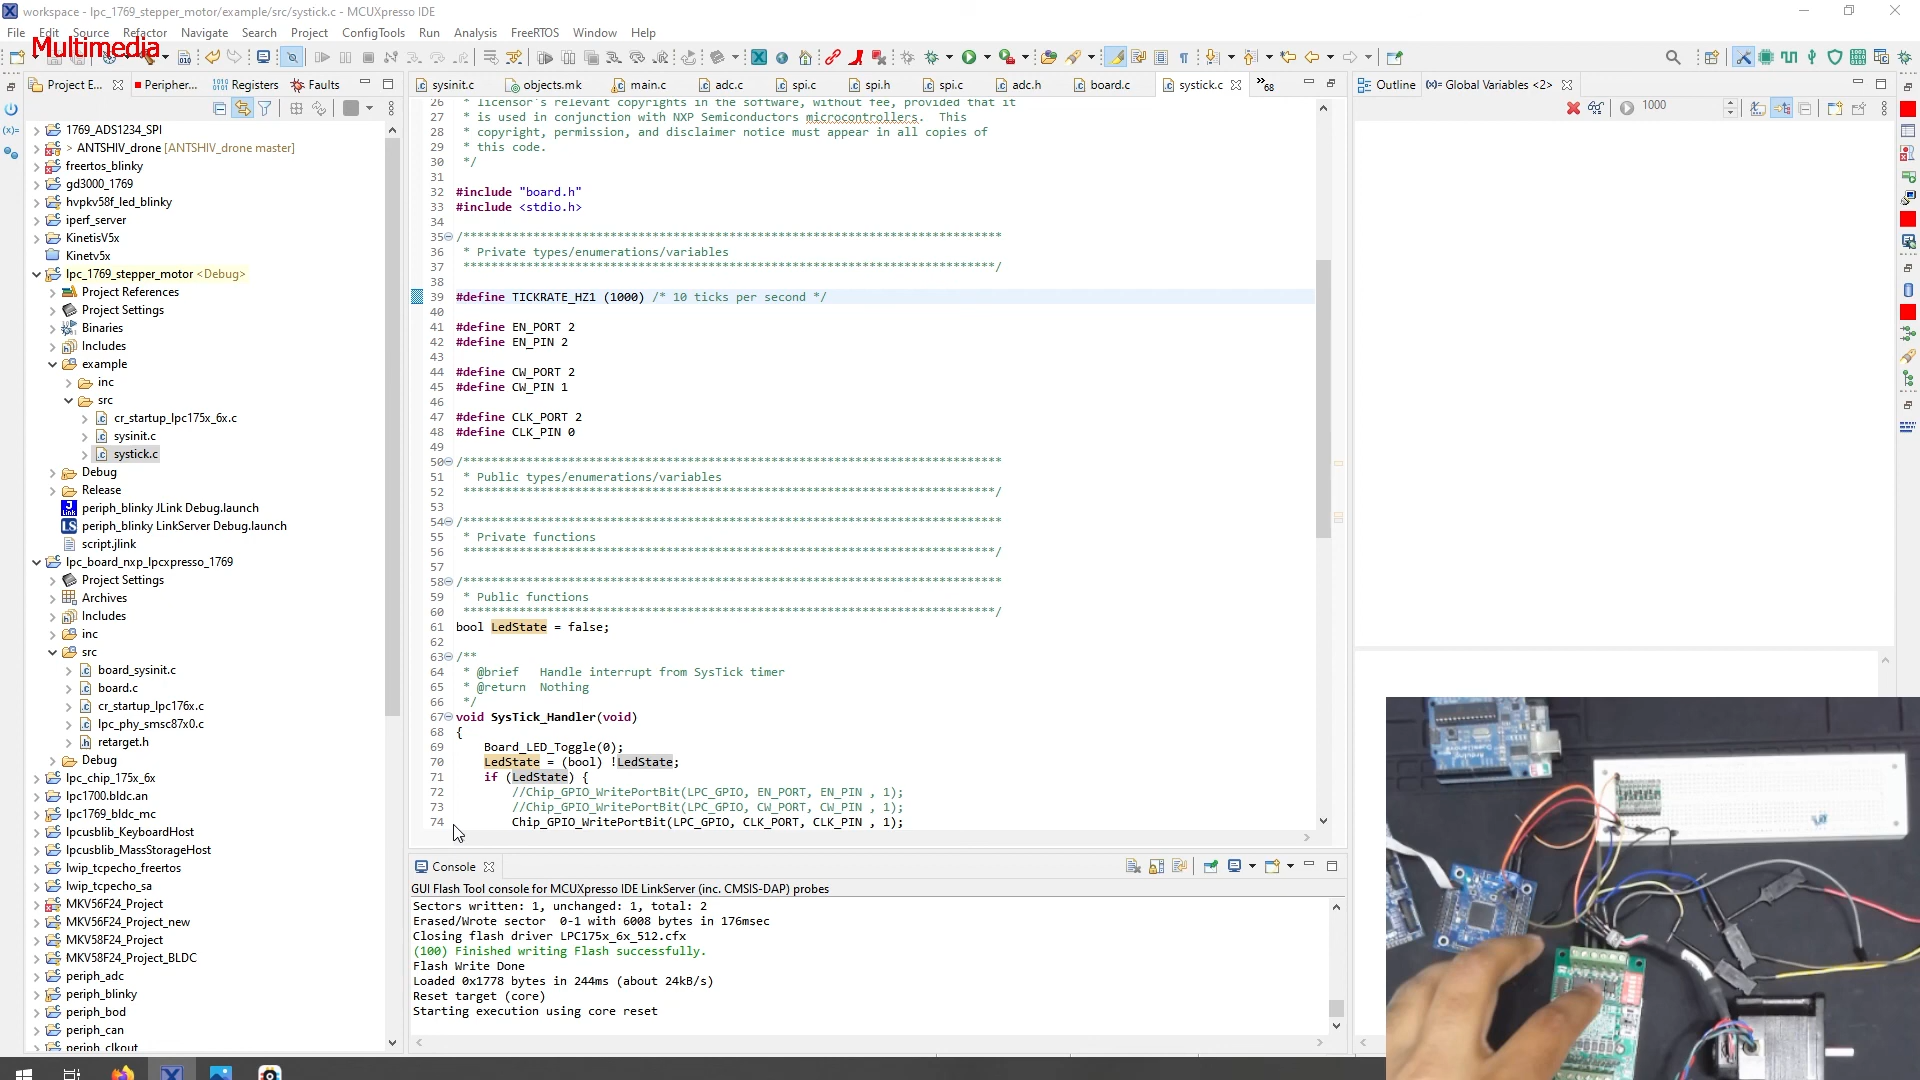 workspace - lpc_1769_stepper_motor/example/src/systick.c - MCUXpresso IDE
File Edit Source Refactor Navigate Search Project ConfigTools Run Analysis FreeRTOS Window Help
Multimedia
Project E... Peripher... Registers Faults
sysinit.c objects.mk main.c adc.c spi.c spi.h spi.c adc.h board.c systick.c 68
Outline Global Variables <2>
1000
1769_ADS1234_SPI
> ANTSHIV_drone [ANTSHIV_drone master]
freertos_blinky
gd3000_1769
hvpkv58f_led_blinky
iperf_server
KinetisV5x
Kinetv5x
lpc_1769_stepper_motor <Debug>
Project References
Project Settings
Binaries
Includes
example
inc
src
cr_startup_lpc175x_6x.c
sysinit.c
systick.c
Debug
Release
periph_blinky JLink Debug.launch
periph_blinky LinkServer Debug.launch
script.jlink
lpc_board_nxp_lpcxpresso_1769
Project Settings
Archives
Includes
inc
src
board_sysinit.c
board.c
cr_startup_lpc176x.c
lpc_phy_smsc87x0.c
retarget.h
Debug
lpc_chip_175x_6x
lpc1700.bldc.an
lpc1769_bldc_mc
lpcusblib_KeyboardHost
lpcusblib_MassStorageHost
lwip_tcpecho_freertos
lwip_tcpecho_sa
MKV56F24_Project
MKV56F24_Project_new
MKV58F24_Project
MKV58F24_Project_BLDC
periph_adc
periph_blinky
periph_bod
periph_can
periph_clkout
26 * licensor's relevant copyrights in the software, without fee, provided that it
27 * is used in conjunction with NXP Semiconductors microcontrollers. This
28 * copyright, permission, and disclaimer notice must appear in all copies of
29 * this code.
30 */
31
32 #include "board.h"
33 #include <stdio.h>
34
35 /*****************************************************************************
36 * Private types/enumerations/variables
37 ****************************************************************************/
38
39 #define TICKRATE_HZ1 (1000) /* 10 ticks per second */
40
41 #define EN_PORT 2
42 #define EN_PIN 2
43
44 #define CW_PORT 2
45 #define CW_PIN 1
46
47 #define CLK_PORT 2
48 #define CLK_PIN 0
49
50 /*****************************************************************************
51 * Public types/enumerations/variables
52 ****************************************************************************/
53
54 /*****************************************************************************
55 * Private functions
56 ****************************************************************************/
57
58 /*****************************************************************************
59 * Public functions
60 ****************************************************************************/
61 bool LedState = false;
62
63 /**
64 * @brief Handle interrupt from SysTick timer
65 * @return Nothing
66 */
67 void SysTick_Handler(void)
68 {
69 Board_LED_Toggle(0);
70 LedState = (bool) !LedState;
71 if (LedState) {
72 //Chip_GPIO_WritePortBit(LPC_GPIO, EN_PORT, EN_PIN , 1);
73 //Chip_GPIO_WritePortBit(LPC_GPIO, CW_PORT, CW_PIN , 1);
74 Chip_GPIO_WritePortBit(LPC_GPIO, CLK_PORT, CLK_PIN , 1);
Console
GUI Flash Tool console for MCUXpresso IDE LinkServer (inc. CMSIS-DAP) probes
Sectors written: 1, unchanged: 1, total: 2
Erased/Wrote sector 0-1 with 6008 bytes in 176msec
Closing flash driver LPC175x_6x_512.cfx
(100) Finished writing Flash successfully.
Flash Write Done
Loaded 0x1778 bytes in 244ms (about 24kB/s)
Reset target (core)
Starting execution using core reset